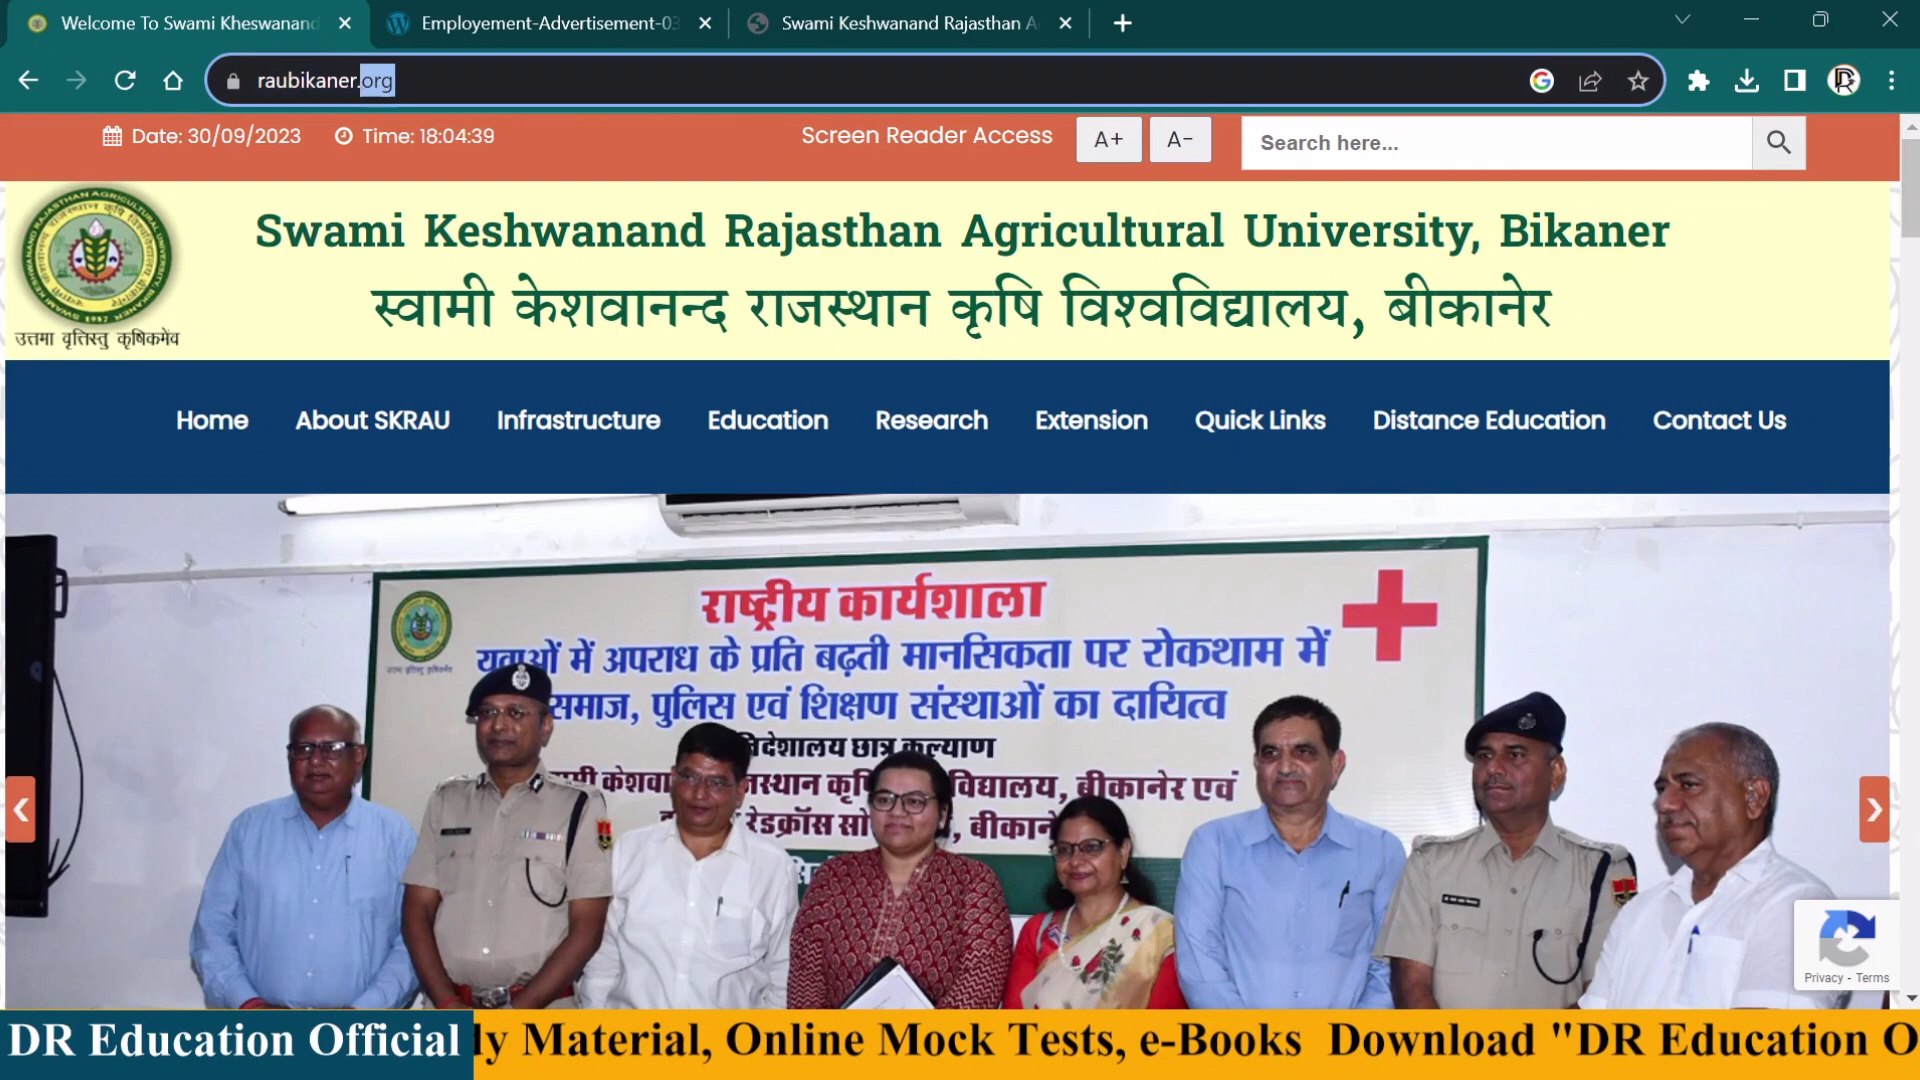 Welcome To Swami Kheswanand
Employement-Advertisement-03
Swami Keshwanand Rajasthan A
raubikaner.org
Date: 30/09/2023 Time: 18:04:39 Screen Reader Access A+ A- Search here...
Swami Keshwanand Rajasthan Agricultural University, Bikaner
स्वामी केशवानन्द राजस्थान कृषि विश्वविद्यालय, बीकानेर
उत्तमा वृत्तिस्तु कृषिकर्मेव
Home About SKRAU Infrastructure Education Research Extension Quick Links Distance Education Contact Us
राष्ट्रीय कार्यशाला
युवाओं में अपराध के प्रति बढ़ती मानसिकता पर रोकथाम में
समाज, पुलिस एवं शिक्षण संस्थाओं का दायित्व
छात्र कल्याण
बीकानेर एवं
Privacy - Terms
DR Education Official dy Material, Online Mock Tests, e-Books Download "DR Education O